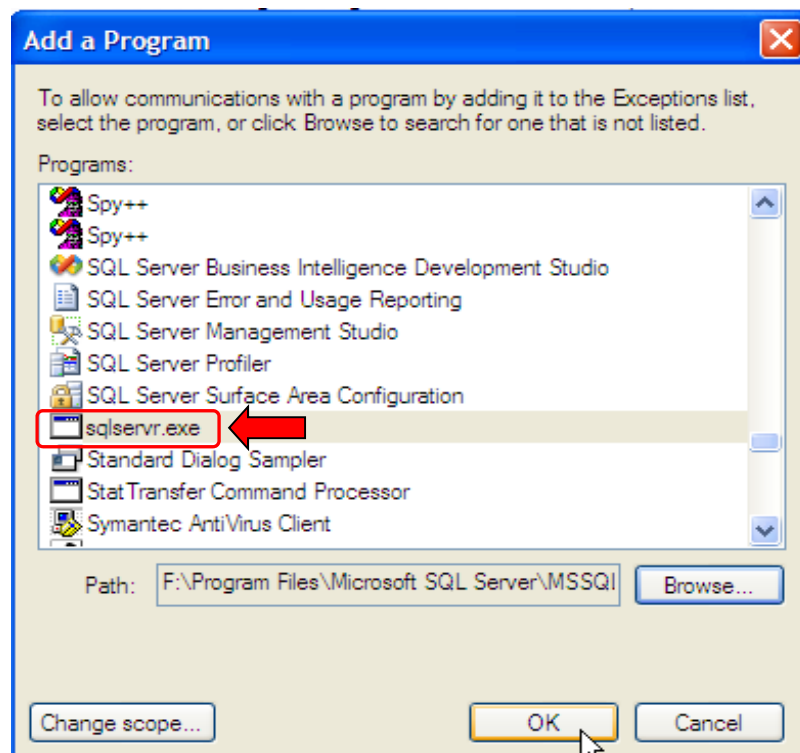 Add a Program
To allow communications with a program by adding it to the Exceptions list,
select the program, or click Browse to search for one that is not listed.
Programs:
Spy++
Spy++
SQL Server Business Intelligence Development Studio
SQL Server Error and Usage Reporting
SQL Server Management Studio
SQL Server Profiler
SQL Server Surface Area Configuration
sqlservr.exe
Standard Dialog Sampler
StatTransfer Command Processor
Symantec AntiVirus Client
Path: F:\Program Files\Microsoft SQL Server\MSSQl Browse...
Change scope... OK Cancel